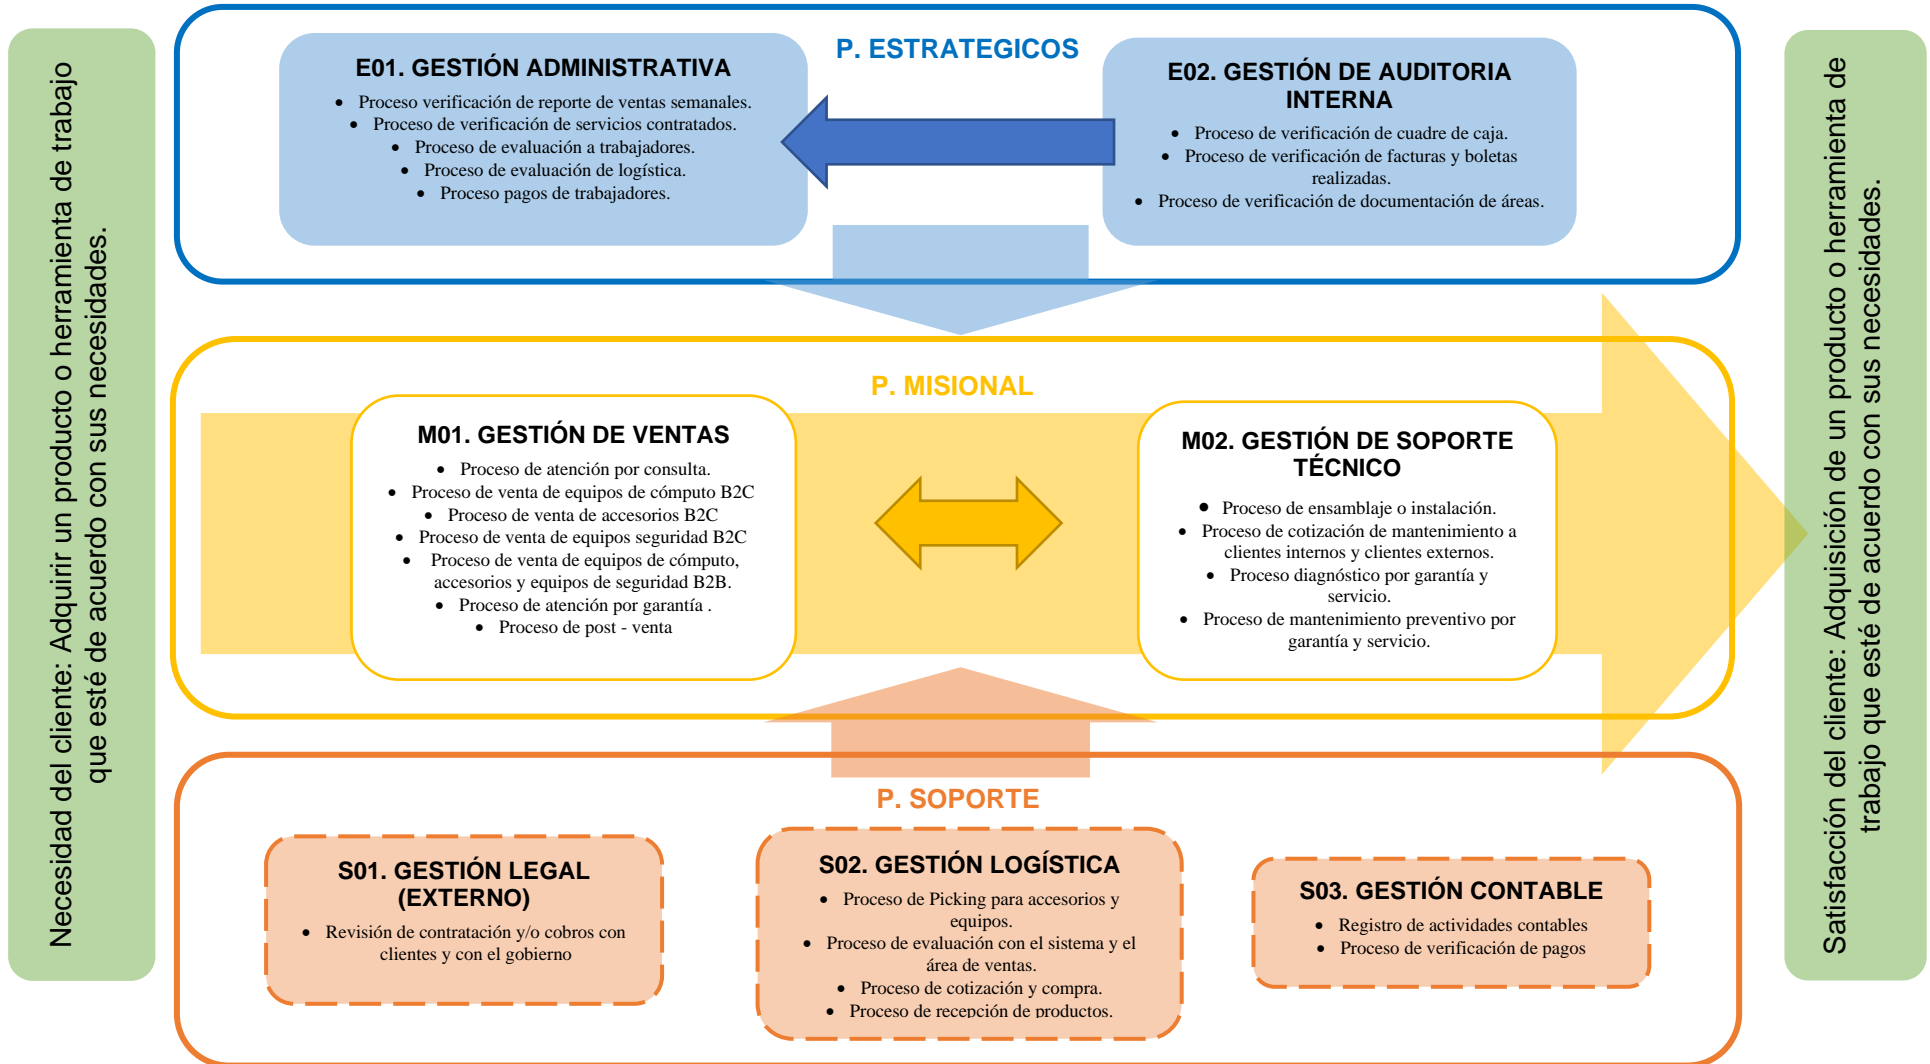 Necesidad del cliente: Adquirir un producto o herramienta de trabajo
que esté de acuerdo con sus necesidades.
P. ESTRATEGICOS
E01. GESTIÓN ADMINISTRATIVA
• Proceso verificación de reporte de ventas semanales.
• Proceso de verificación de servicios contratados.
• Proceso de evaluación a trabajadores.
• Proceso de evaluación de logística.
• Proceso pagos de trabajadores.
E02. GESTIÓN DE AUDITORIA
INTERNA
• Proceso de verificación de cuadre de caja.
• Proceso de verificación de facturas y boletas
realizadas.
• Proceso de verificación de documentación de áreas.
P. MISIONAL
M01. GESTIÓN DE VENTAS
• Proceso de atención por consulta.
• Proceso de venta de equipos de cómputo B2C
• Proceso de venta de accesorios B2C
• Proceso de venta de equipos seguridad B2C
• Proceso de venta de equipos de cómputo,
accesorios y equipos de seguridad B2B.
• Proceso de atención por garantía .
• Proceso de post - venta
M02. GESTIÓN DE SOPORTE
TÉCNICO
• Proceso de ensamblaje o instalación.
• Proceso de cotización de mantenimiento a
clientes internos y clientes externos.
• Proceso diagnóstico por garantía y
servicio.
• Proceso de mantenimiento preventivo por
garantía y servicio.
P. SOPORTE
S01. GESTIÓN LEGAL
(EXTERNO)
• Revisión de contratación y/o cobros con
clientes y con el gobierno
S02. GESTIÓN LOGÍSTICA
• Proceso de Picking para accesorios y
equipos.
• Proceso de evaluación con el sistema y el
área de ventas.
• Proceso de cotización y compra.
• Proceso de recepción de productos.
S03. GESTIÓN CONTABLE
• Registro de actividades contables
• Proceso de verificación de pagos
Satisfacción del cliente: Adquisición de un producto o herramienta de
trabajo que esté de acuerdo con sus necesidades.